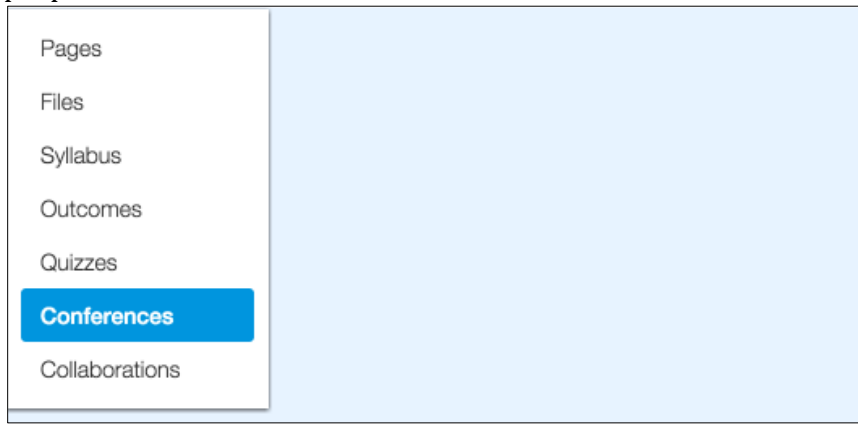 Pages
Files
Syllabus
Outcomes
Quizzes
Conferences
Collaborations